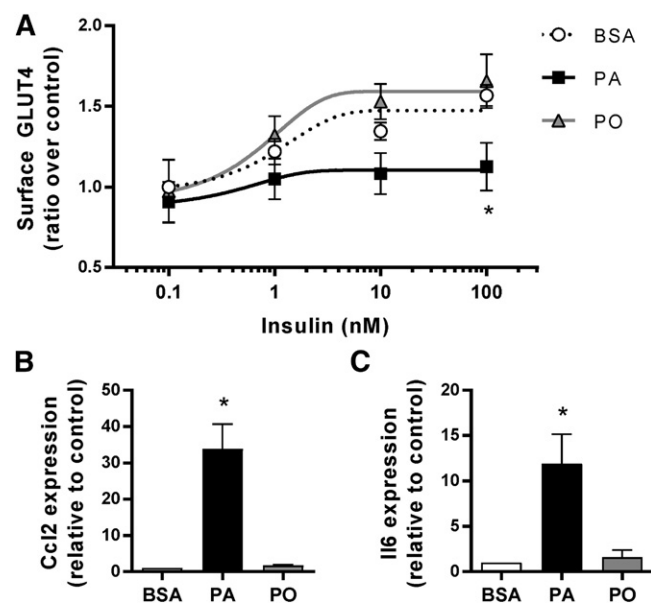 A
Surface GLUT4
(ratio over control)
2.0
1.5
1.0
0.5
*
0.1 1 10 100
Insulin (nM)
BSA
PA
PO
B
Ccl2 expression
(relative to control)
50
40
30
20
10
0
*
BSA PA PO
C
Il6 expression
(relative to control)
20
15
10
5
0
*
BSA PA PO